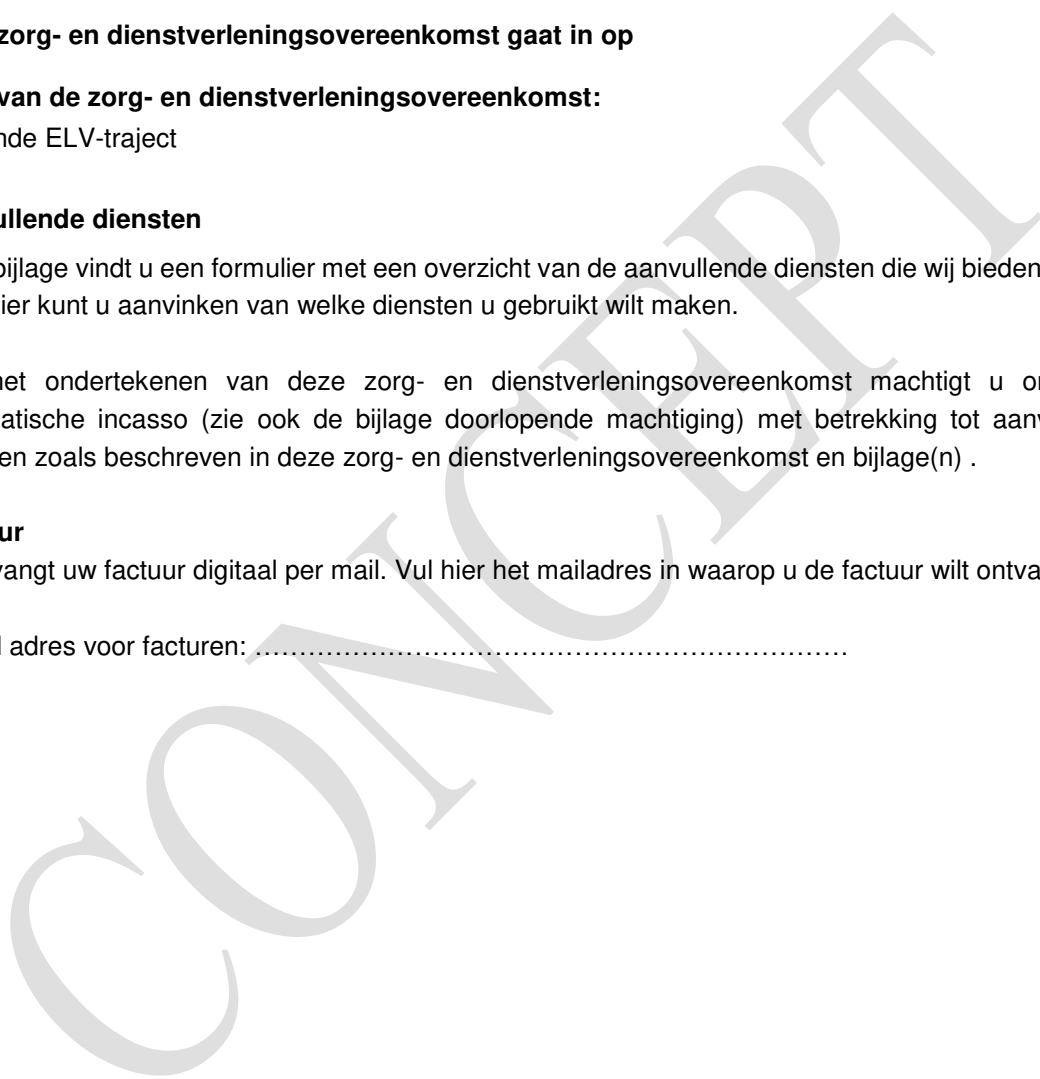 zorg- en dienstverleningsovereenkomst gaat in op
van de zorg- en dienstverleningsovereenkomst:
nde ELV-traject
ullende diensten
bijlage vindt u een formulier met een overzicht van de aanvullende diensten die wij bieden
ier kunt u aanvinken van welke diensten u gebruikt wilt maken.
et ondertekenen van deze zorg- en dienstverleningsovereenkomst machtigt u o
atische incasso (zie ook de bijlage doorlopende machtiging) met betrekking tot aan
en zoals beschreven in deze zorg- en dienstverleningsovereenkomst en bijlage(n) .
ur
vangt uw factuur digitaal per mail. Vul hier het mailadres in waarop u de factuur wilt ontva
l adres voor facturen: ……………………………………………………………
CONCEPT